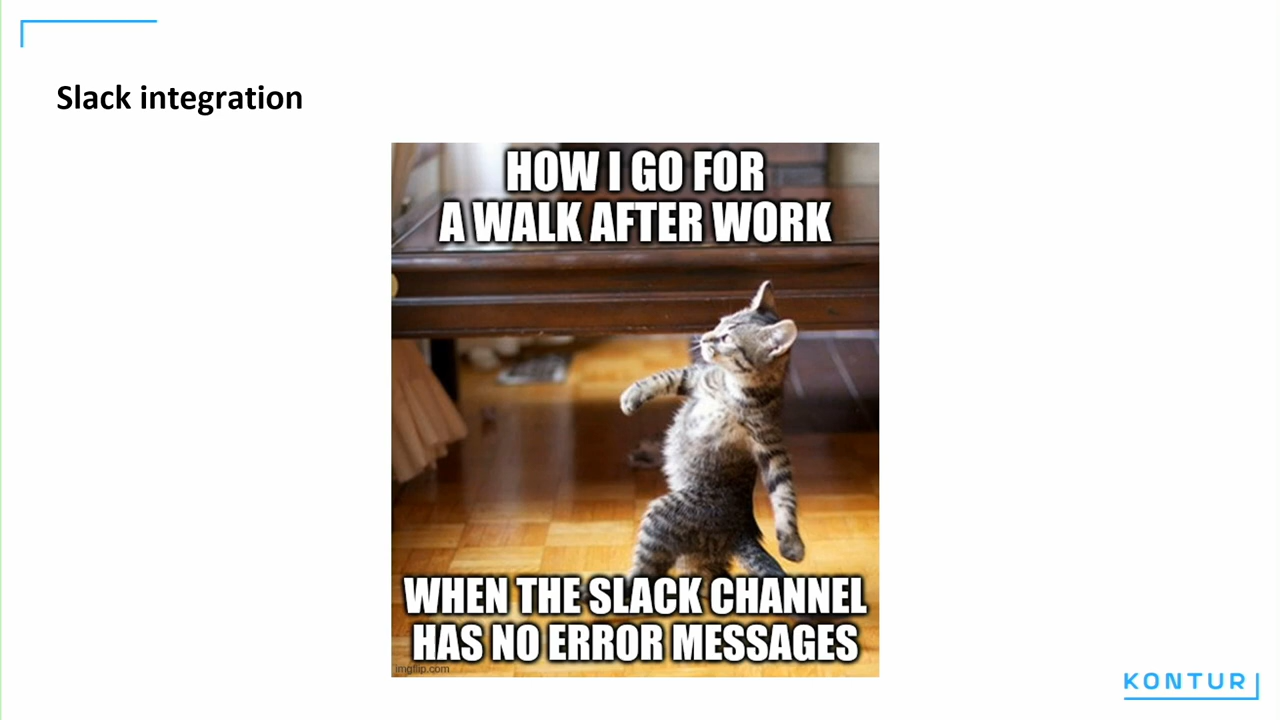 Slack integration
HOW I GO FOR
A WALK AFTER WORK
WHEN THE SLACK CHANNEL
HAS NO ERROR MESSAGES
imgflip.com
KONTUR